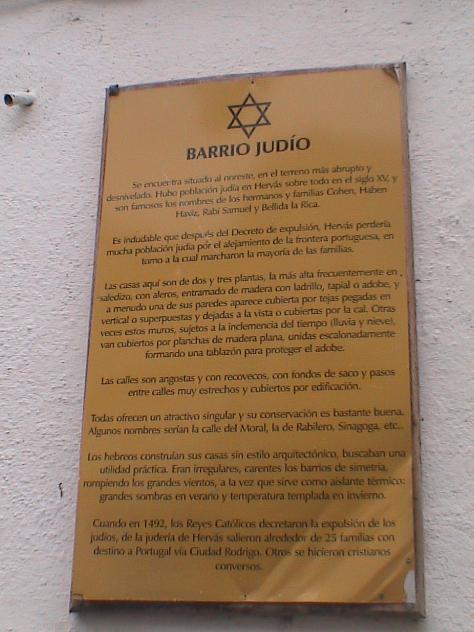 BARRIO JUDÍO
Se encuentra situado al noreste, en el terreno más abrupto y
desnivelado. Hubo población judía en Hervás sobre todo en el siglo XV, y
son famosos los nombres de los hermanos y familias Cohen, Haben
Haviz, Rabí Samuel y Bellida la Rica.
Es indudable que después del Decreto de expulsión, Hervás perdería
mucha población judía por el alejamiento de la frontera portuguesa, en
torno a la cual marcharon la mayoría de las familias.
Las casas aquí son de dos y tres plantas, la más alta frecuentemente en
saledizo, con aleros, entramado de madera con ladrillo, tapial o adobe, y
a menudo una de sus paredes aparece cubierta por tejas pegadas en
vertical o superpuestas y dejadas a la vista o cubiertas por la cal. Otras
veces estos muros, sujetos a la inclemencia del tiempo (lluvia y nieve),
van cubiertos por planchas de madera plana, unidas escalonadamente
formando una tablazón para proteger el adobe.
Las calles son angostas y con recovecos, con fondos de saco y pasos
entre calles muy estrechos y cubiertos por edificación.
Todas ofrecen un atractivo singular y su conservación es bastante buena.
Algunos nombres serían la calle del Moral, la de Rabilero, Sinagoga, etc..
Los hebreos construían sus casas sin estilo arquitectónico, buscaban una
utilidad práctica. Eran irregulares, carentes los barrios de simetría,
rompiendo los grandes vientos, a la vez que sirve como aislante térmico:
grandes sombras en verario y temperatura templada en invierno.
Cuando en 1492, los Reyes Católicos decretaron la expulsión de los
judíos, de la judería de Hervás salieron alrededor de 25 familias con
destino a Portugal vía Ciudad Rodrigo. Otros se hicieron cristianos
conversos.